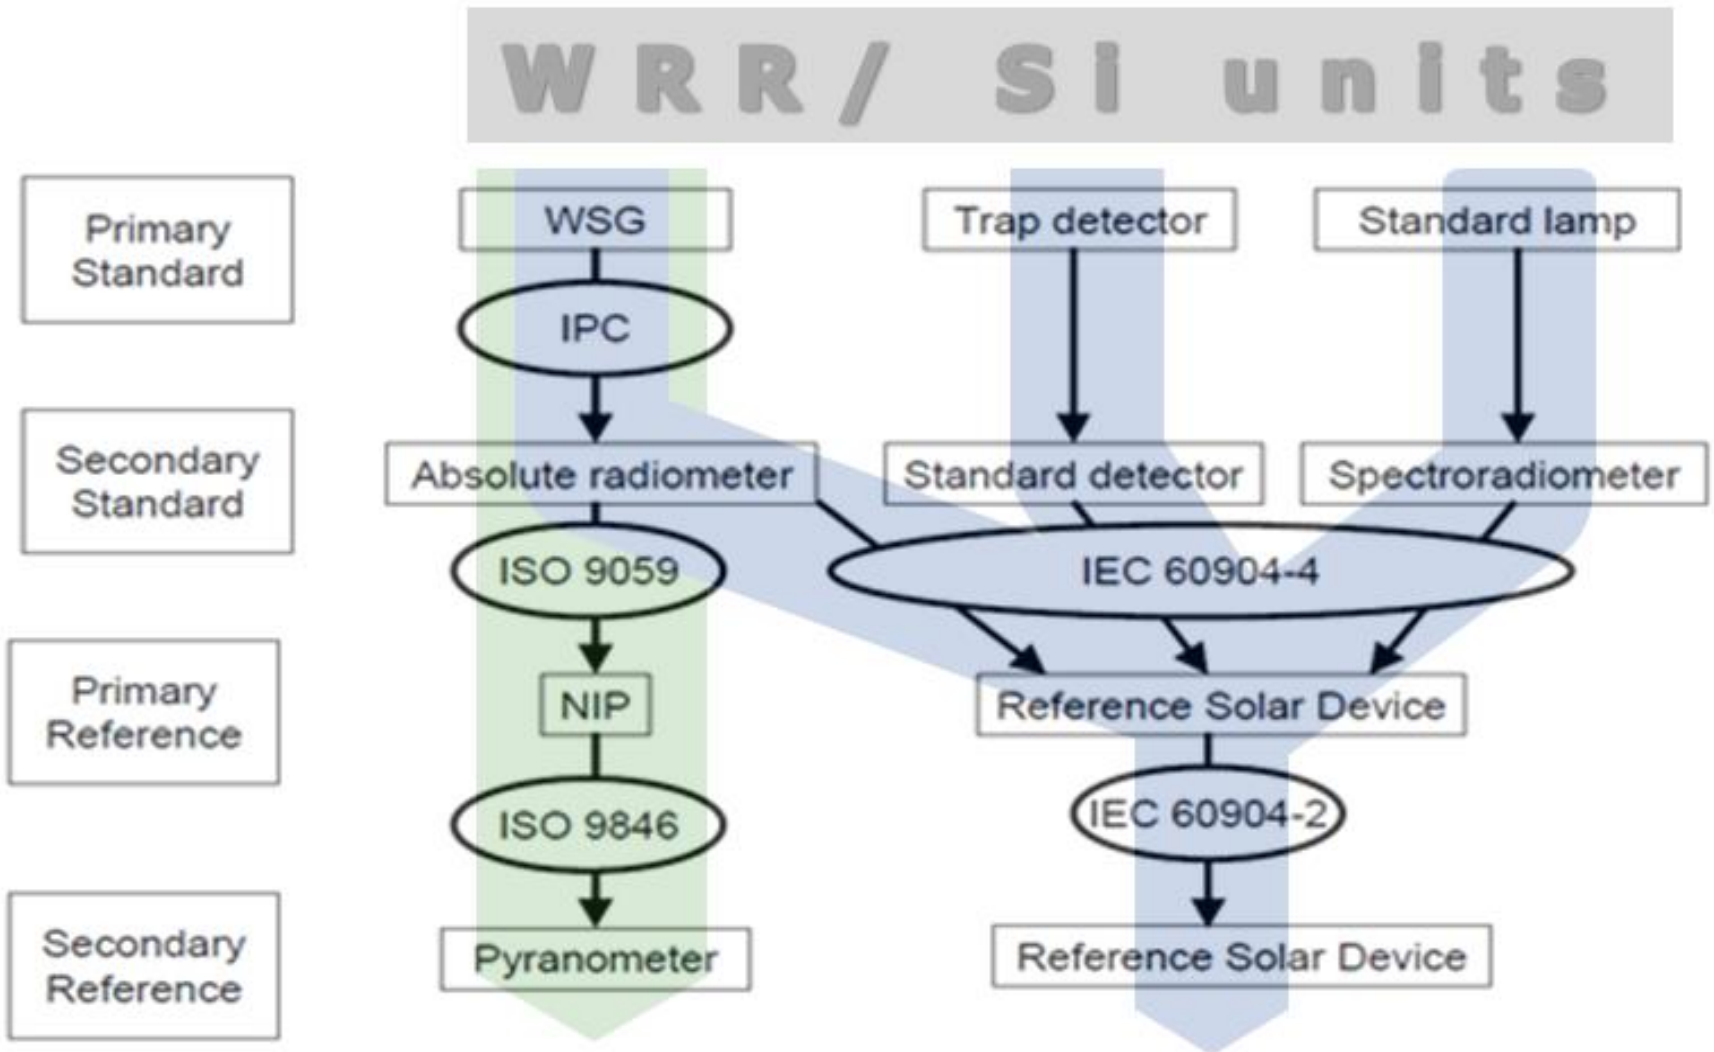 WRR/ Si units
Primary
Standard
WSG
Trap detector
Standard lamp
IPC
Secondary
Standard
Absolute radiometer
Standard detector
Spectroradiometer
ISO 9059
IEC 60904-4
Primary
Reference
NIP
Reference Solar Device
ISO 9846
IEC 60904-2
Secondary
Reference
Pyranometer
Reference Solar Device